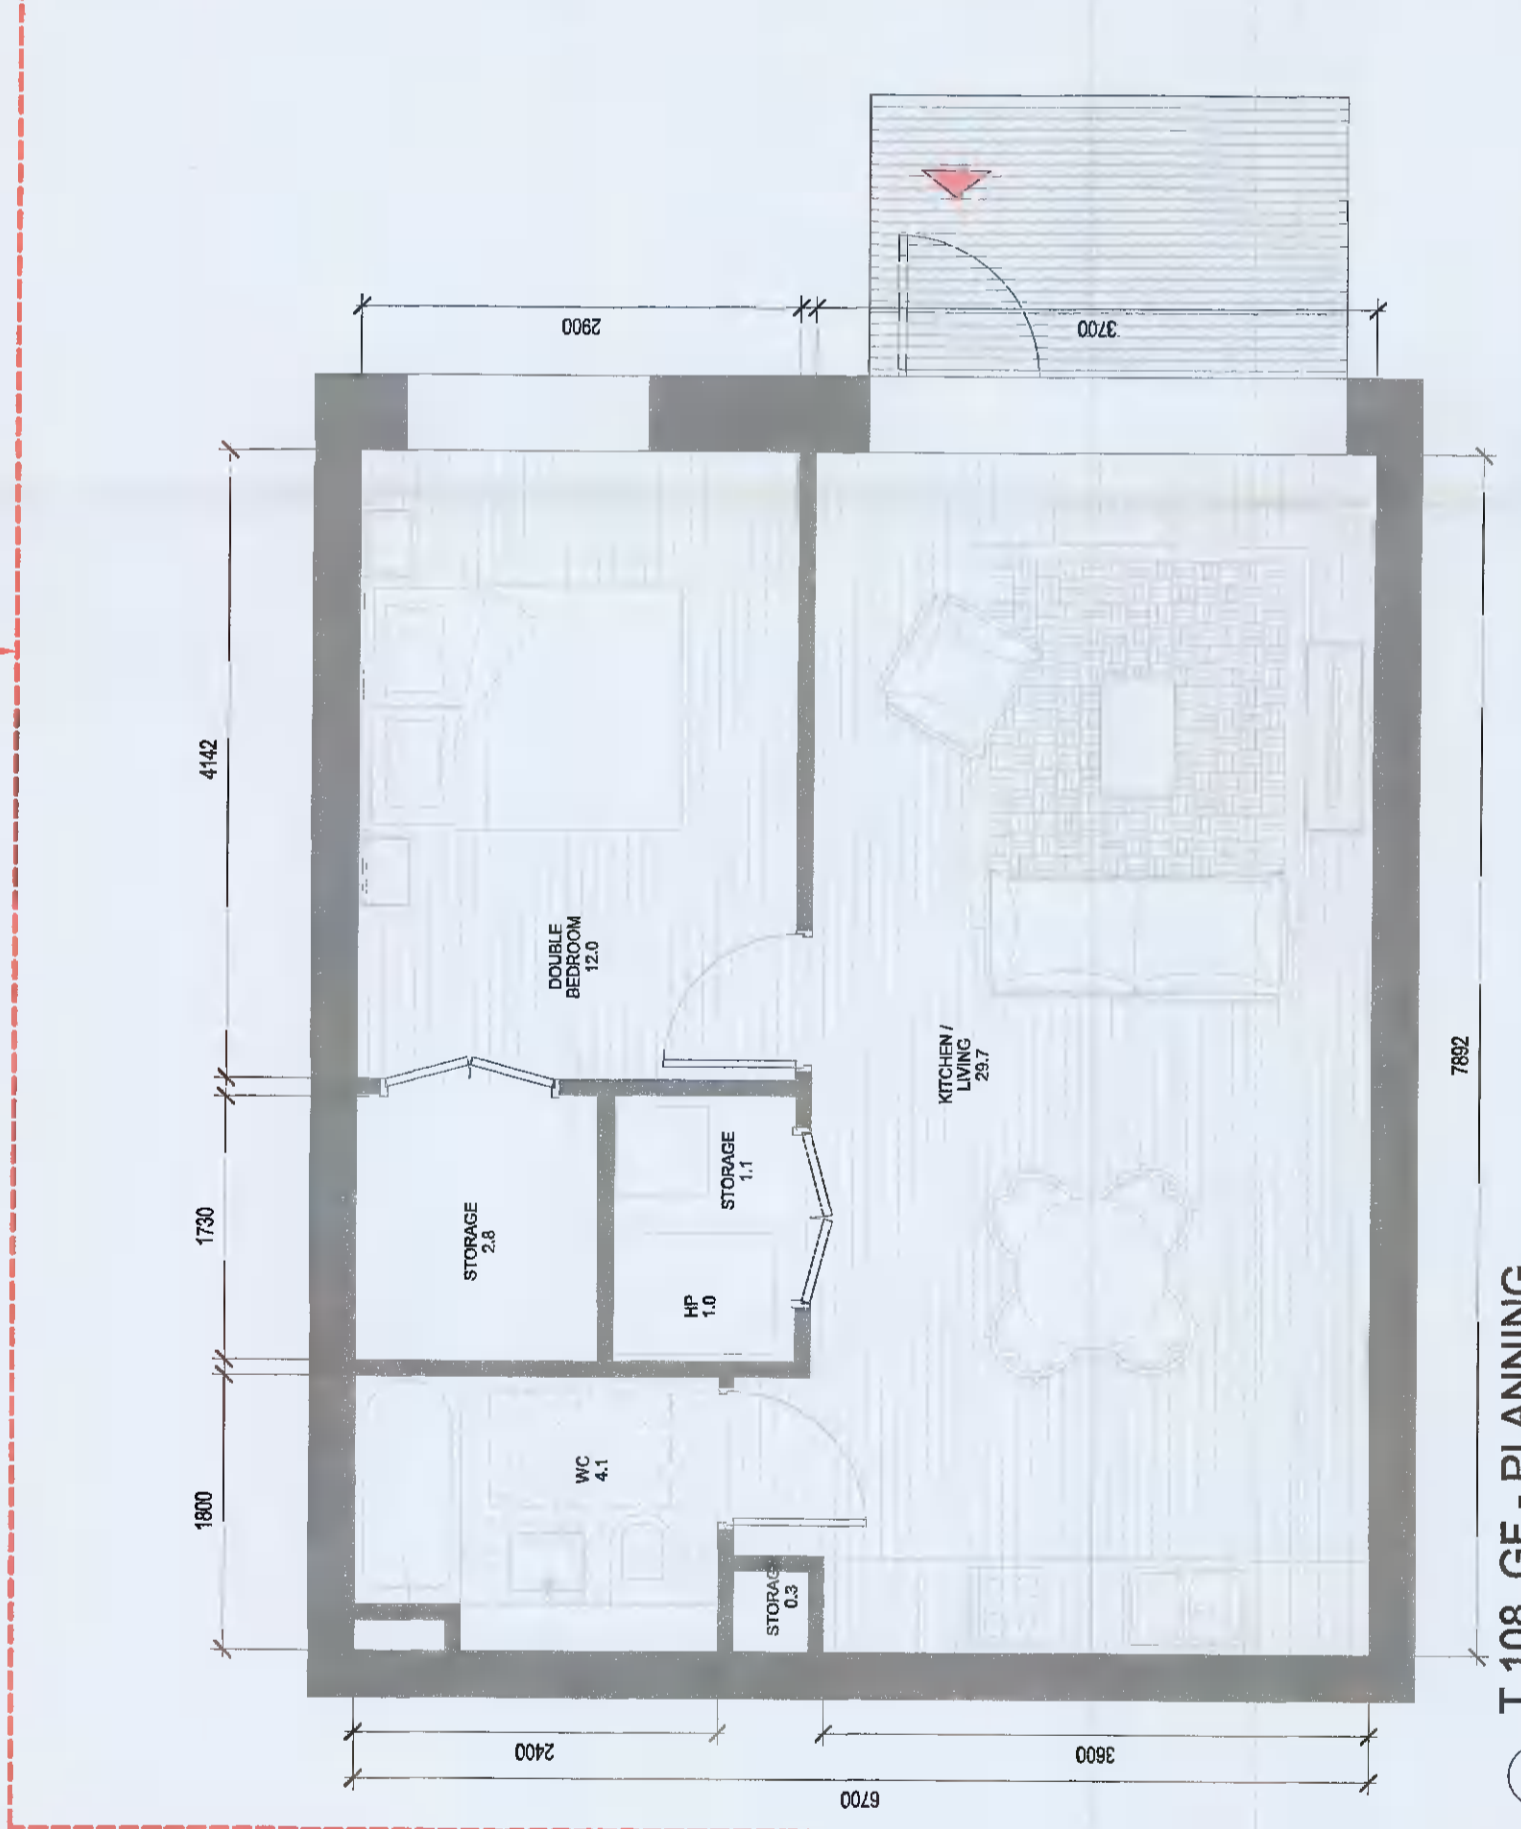 4142
1730
1800
2900
3700
DOUBLE
BEDROOM
12.0
STORAGE
2.8
STORAGE
1.1
HP
1.0
WC
4.1
STORAGE
0.3
KITCHEN /
LIVING
29.7
7892
2400
3600
6700
T.108 GF - PLANNING